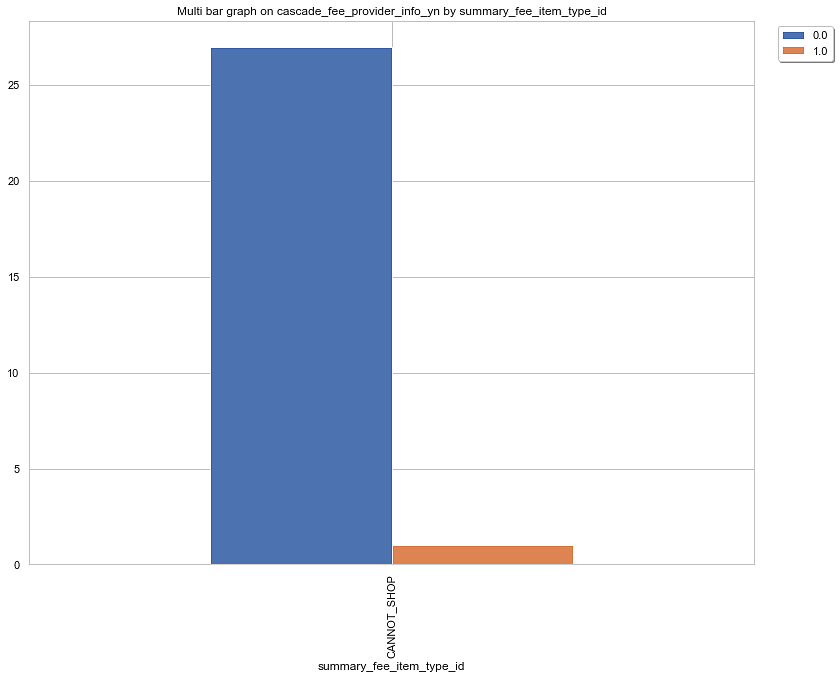 Multi bar graph on cascade_fee_provider_info_yn by summary_fee_item_type_id
0.0
1.0
25
20
15
10
5
0
CANNOT_SHOP
summary_fee_item_type_id